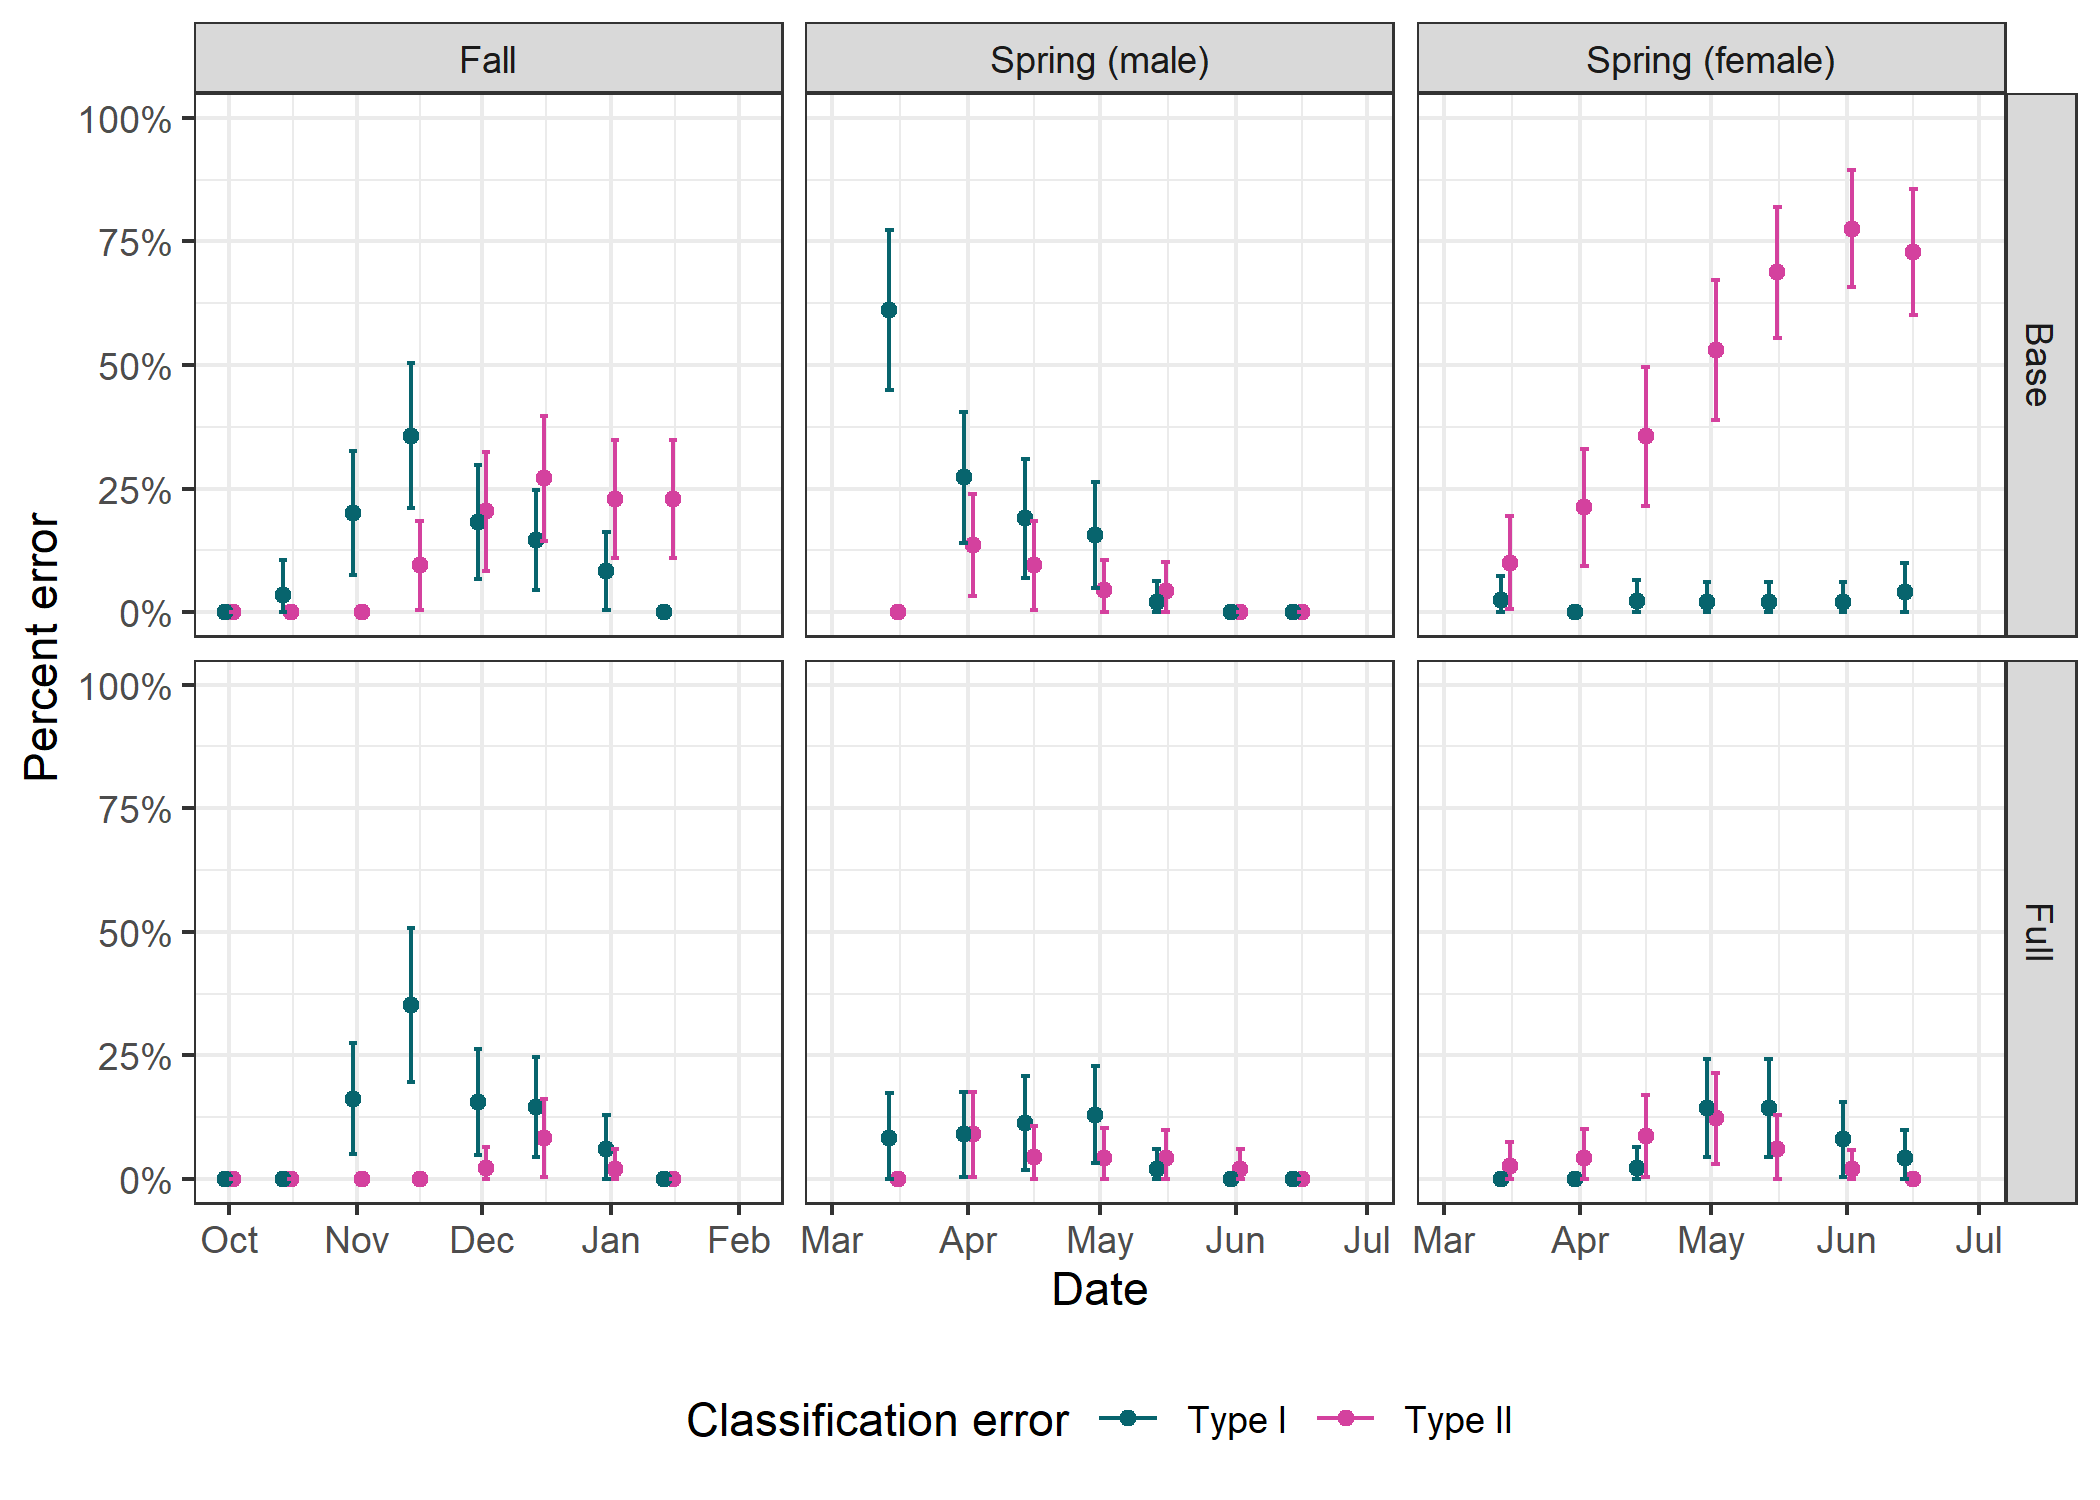 Fall
Spring (male)
Spring (female)
100%
75%
50%
25%
0%
Base
100%
75%
50%
25%
0%
Full
Percent error
Oct Nov Dec Jan Feb
Mar Apr May Jun Jul
Mar Apr May Jun Jul
Date
Classification error Type I Type II